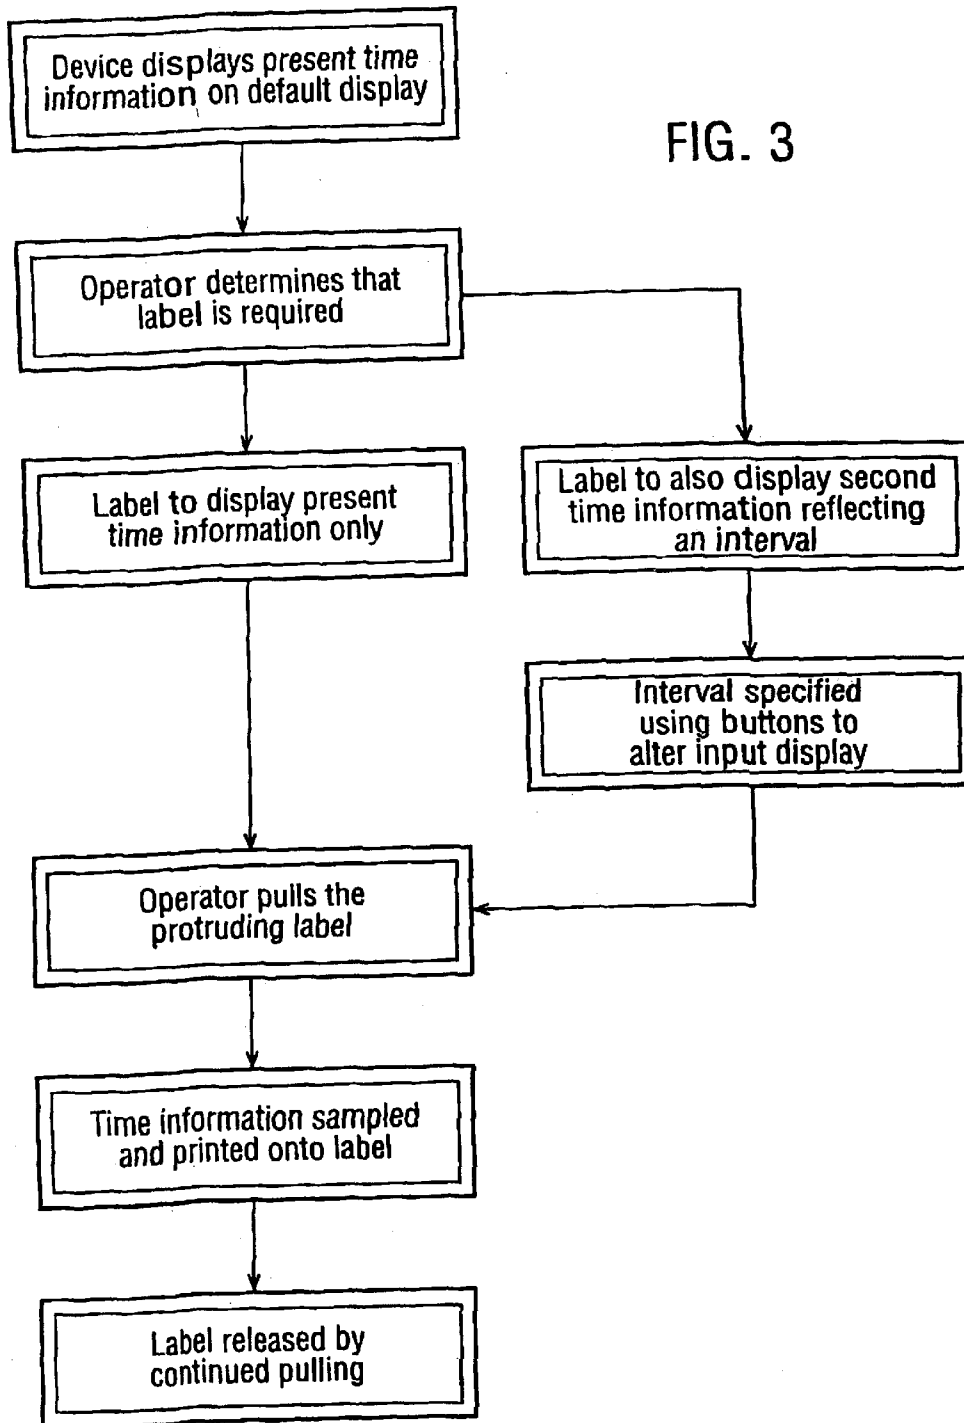 Device displays present time
information on default display
FIG. 3
Operator determines that
label is required
Label to display present
time information only
Label to also display second
time information reflecting
an interval
Interval specified
using buttons to
alter input display
Operator pulls the
protruding label
Time information sampled
and printed onto label
Label released by
continued pulling